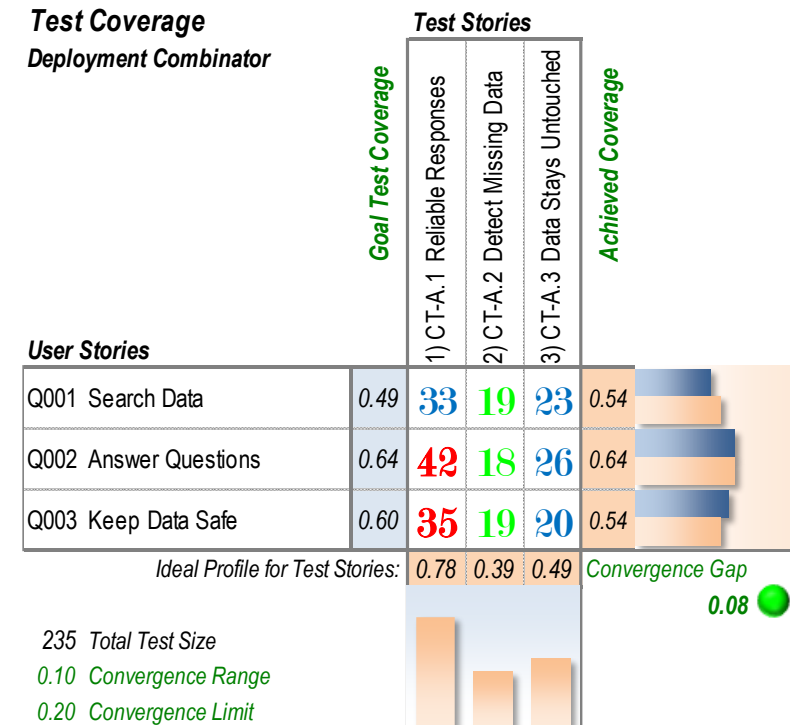 Test Coverage
Deployment Combinator
Test Stories
Goal Test Coverage
1) CT-A.1 Reliable Responses
2) CT-A.2 Detect Missing Data
3) CT-A.3 Data Stays Untouched
Achieved Coverage
User Stories
Q001 Search Data 0.49 33 19 23 0.54
Q002 Answer Questions 0.64 42 18 26 0.64
Q003 Keep Data Safe 0.60 35 19 20 0.54
Ideal Profile for Test Stories: 0.78 0.39 0.49 Convergence Gap
0.08
235 Total Test Size
0.10 Convergence Range
0.20 Convergence Limit